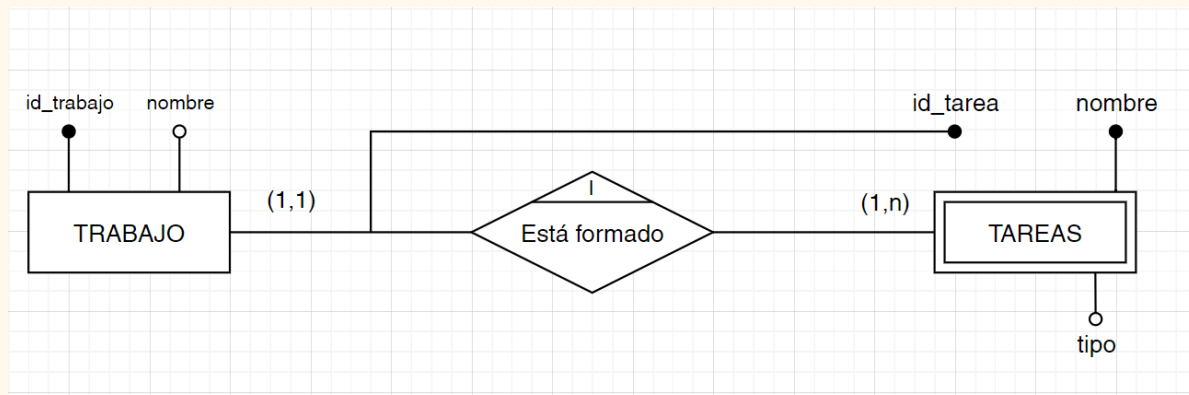 id_trabajo
nombre
id_tarea
nombre
(1,1)
I
(1,n)
TRABAJO
Está formado
TAREAS
tipo